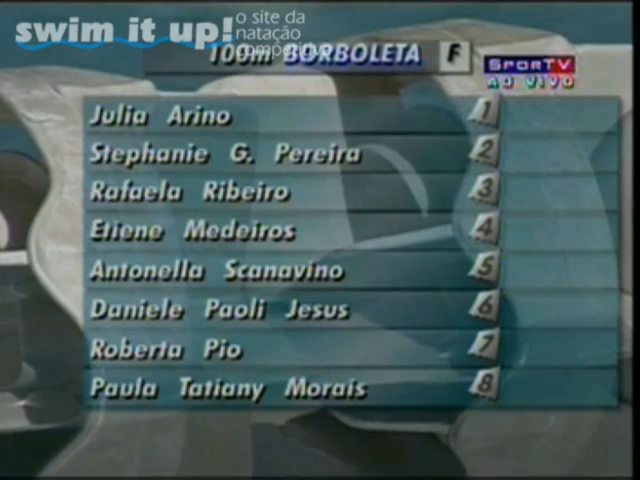 swim it up!
o site da
natação
competitiva
100m BORBOLETA F
SPORTV
AO VIVO
Julia Arino 1
Stephanie G. Pereira 2
Rafaela Ribeiro 3
Etiene Medeiros 4
Antonella Scanavino 5
Daniele Paoli Jesus 6
Roberta Pio 7
Paula Tatiany Morais 8